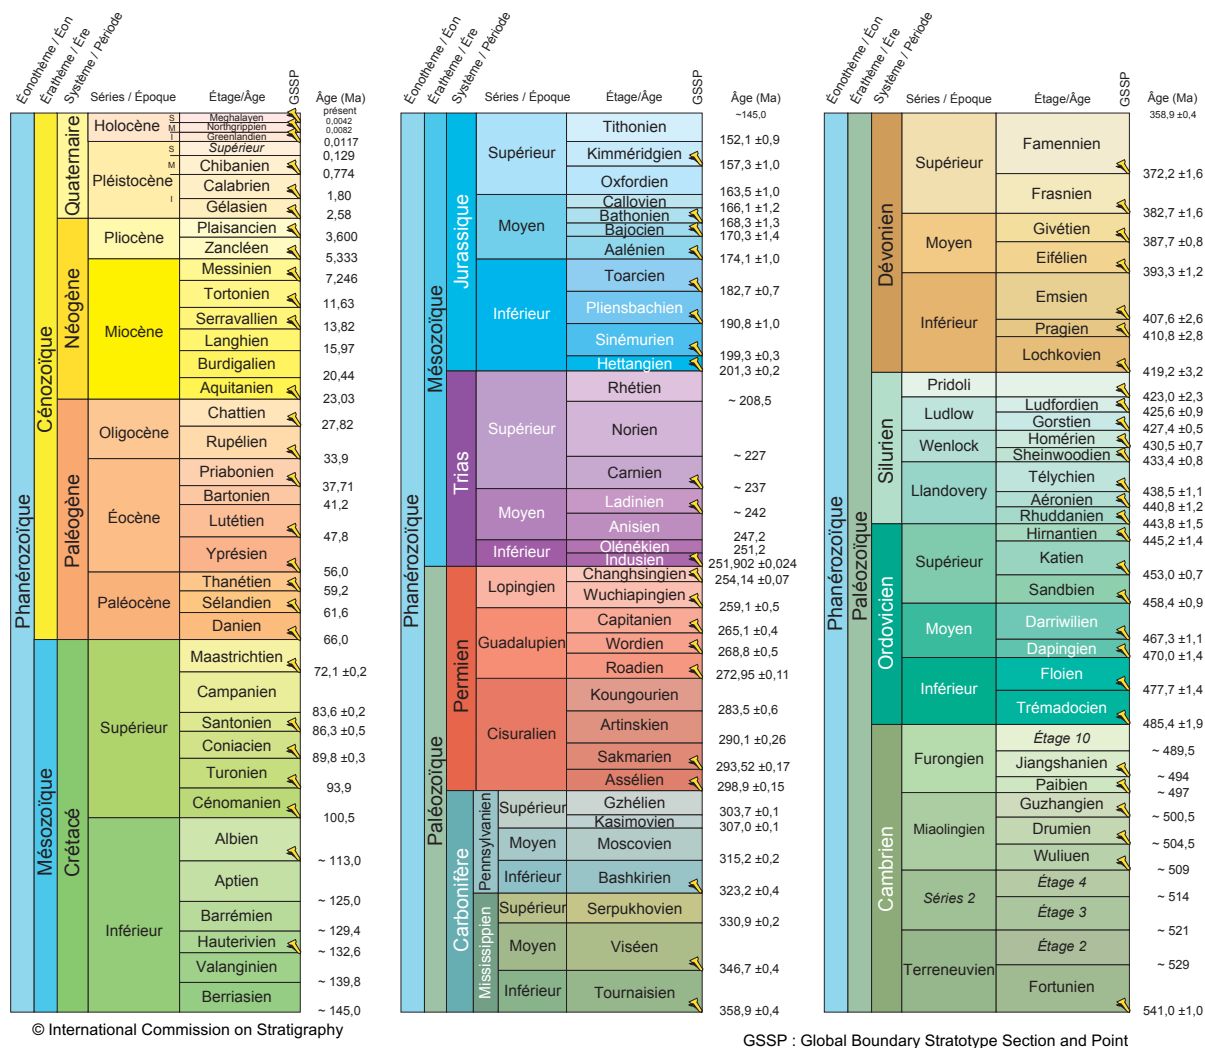 Éonothème / Éon
Érathème / Ère
Système / Période
Séries / Époque
Étage/Âge
GSSP
Âge (Ma)
présent
Phanérozoïque
Cénozoïque
Quaternaire
Holocène
S
Meghalayen
0,0042
M
Northgrippien
0,0082
I
Greenlandien
0,0117
Pléistocène
S
Supérieur
0,129
M
Chibanien
0,774
I
Calabrien
1,80
Gélasien
2,58
Néogène
Pliocène
Plaisancien
3,600
Zancléen
5,333
Miocène
Messinien
7,246
Tortonien
11,63
Serravallien
13,82
Langhien
15,97
Burdigalien
20,44
Aquitanien
23,03
Paléogène
Oligocène
Chattien
27,82
Rupélien
33,9
Éocène
Priabonien
37,71
Bartonien
41,2
Lutétien
47,8
Yprésien
56,0
Paléocène
Thanétien
59,2
Sélandien
61,6
Danien
66,0
Mésozoïque
Crétacé
Supérieur
Maastrichtien
72,1 ±0,2
Campanien
83,6 ±0,2
Santonien
86,3 ±0,5
Coniacien
89,8 ±0,3
Turonien
93,9
Cénomanien
100,5
Inférieur
Albien
~ 113,0
Aptien
~ 125,0
Barrémien
~ 129,4
Hauterivien
~ 132,6
Valanginien
~ 139,8
Berriasien
~ 145,0
Éonothème / Éon
Érathème / Ère
Système / Période
Séries / Époque
Étage/Âge
GSSP
Âge (Ma)
~145,0
Phanérozoïque
Mésozoïque
Jurassique
Supérieur
Tithonien
152,1 ±0,9
Kimméridgien
157,3 ±1,0
Oxfordien
163,5 ±1,0
Moyen
Callovien
166,1 ±1,2
Bathonien
168,3 ±1,3
Bajocien
170,3 ±1,4
Aalénien
174,1 ±1,0
Inférieur
Toarcien
182,7 ±0,7
Pliensbachien
190,8 ±1,0
Sinémurien
199,3 ±0,3
Hettangien
201,3 ±0,2
Trias
Supérieur
Rhétien
~ 208,5
Norien
~ 227
Carnien
~ 237
Moyen
Ladinien
~ 242
Anisien
247,2
Inférieur
Olénékien
251,2
Indusien
251,902 ±0,024
Paléozoïque
Permien
Lopingien
Changhsingien
254,14 ±0,07
Wuchiapingien
259,1 ±0,5
Guadalupien
Capitanien
265,1 ±0,4
Wordien
268,8 ±0,5
Roadien
272,95 ±0,11
Cisuralien
Koungourien
283,5 ±0,6
Artinskien
290,1 ±0,26
Sakmarien
293,52 ±0,17
Assélien
298,9 ±0,15
Carbonifère
Pennsylvanien
Supérieur
Gzhélien
303,7 ±0,1
Kasimovien
307,0 ±0,1
Moyen
Moscovien
315,2 ±0,2
Inférieur
Bashkirien
323,2 ±0,4
Mississippien
Supérieur
Serpukhovien
330,9 ±0,2
Moyen
Viséen
346,7 ±0,4
Inférieur
Tournaisien
358,9 ±0,4
Éonothème / Éon
Érathème / Ère
Système / Période
Séries / Époque
Étage/Âge
GSSP
Âge (Ma)
358,9 ±0,4
Phanérozoïque
Paléozoïque
Dévonien
Supérieur
Famennien
372,2 ±1,6
Frasnien
382,7 ±1,6
Moyen
Givétien
387,7 ±0,8
Eifélien
393,3 ±1,2
Inférieur
Emsien
407,6 ±2,6
Pragien
410,8 ±2,8
Lochkovien
419,2 ±3,2
Silurien
Pridoli
423,0 ±2,3
Ludlow
Ludfordien
425,6 ±0,9
Gorstien
427,4 ±0,5
Wenlock
Homérien
430,5 ±0,7
Sheinwoodien
433,4 ±0,8
Llandovery
Télychien
438,5 ±1,1
Aéronien
440,8 ±1,2
Rhuddanien
443,8 ±1,5
Ordovicien
Supérieur
Hirnantien
445,2 ±1,4
Katien
453,0 ±0,7
Sandbien
458,4 ±0,9
Moyen
Darriwilien
467,3 ±1,1
Dapingien
470,0 ±1,4
Inférieur
Floien
477,7 ±1,4
Trémadocien
485,4 ±1,9
Cambrien
Furongien
Étage 10
~ 489,5
Jiangshanien
~ 494
Paibien
~ 497
Miaolingien
Guzhangien
~ 500,5
Drumien
~ 504,5
Wuliuen
~ 509
Séries 2
Étage 4
~ 514
Étage 3
~ 521
Terreneuvien
Étage 2
~ 529
Fortunien
541,0 ±1,0
© International Commission on Stratigraphy
GSSP : Global Boundary Stratotype Section and Point